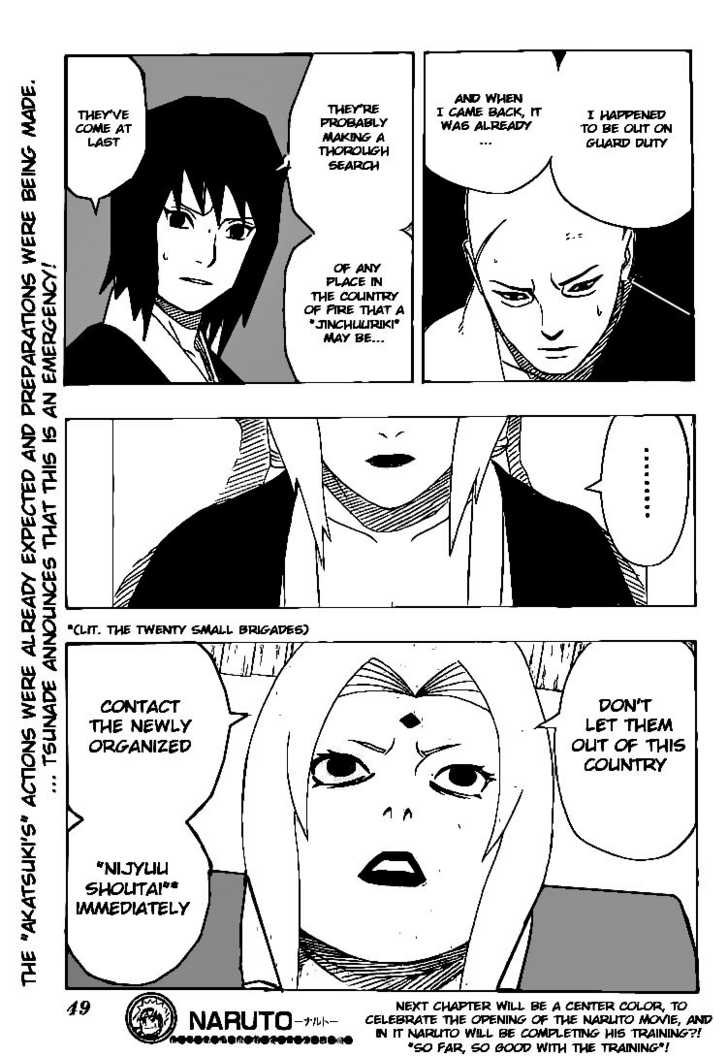 I HAPPENED
TO BE OUT ON
GUARD DUTY
AND WHEN
I CAME BACK, IT
WAS ALREADY
...
THEY'RE
PROBABLY
MAKING A
THOROUGH
SEARCH
OF ANY
PLACE IN
THE COUNTRY
OF FIRE THAT A
"JINCHUURIKI"
MAY BE...
THEY'VE
COME AT
LAST
.........
*(LIT. THE TWENTY SMALL BRIGADES)
DON'T
LET THEM
OUT OF THIS
COUNTRY
CONTACT
THE NEWLY
ORGANIZED
"NIJYUU
SHOUTAI"*
IMMEDIATELY
THE "AKATSUKI'S" ACTIONS WERE ALREADY EXPECTED AND PREPARATIONS WERE BEING MADE.
... TSUNADE ANNOUNCES THAT THIS IS AN EMERGENCY!
49
NARUTO―ナルト―
NEXT CHAPTER WILL BE A CENTER COLOR, TO
CELEBRATE THE OPENING OF THE NARUTO MOVIE, AND
IN IT NARUTO WILL BE COMPLETING HIS TRAINING?!
"SO FAR, SO GOOD WITH THE TRAINING"!